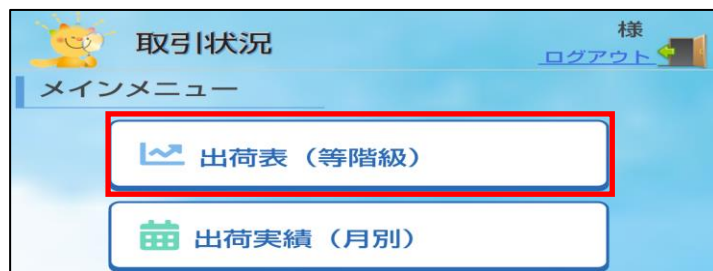 取引状況
様
ログアウト
メインメニュー
出荷表（等階級）
出荷実績（月別）